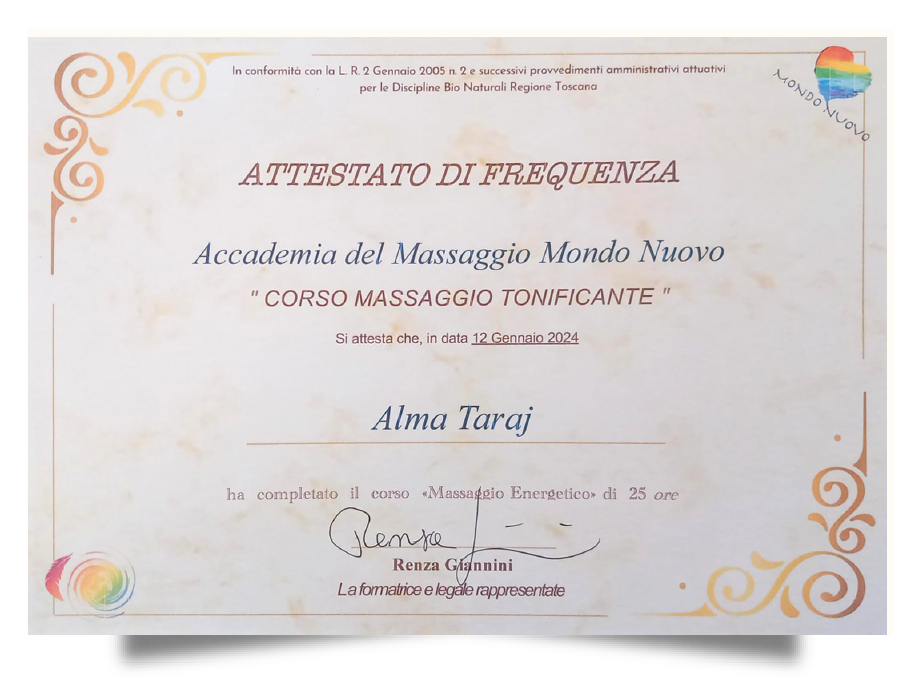 In conformità con la L. R. 2 Gennaio 2005 n. 2 e successivi provvedimenti amministrativi attuativi
per le Discipline Bio Naturali Regione Toscana
MONDO NUOVO
ATTESTATO DI FREQUENZA
Accademia del Massaggio Mondo Nuovo
" CORSO MASSAGGIO TONIFICANTE "
Si attesta che, in data 12 Gennaio 2024
Alma Taraj
ha completato il corso «Massaggio Energetico» di 25 ore
Renza Giannini
La formatrice e legale rappresentate